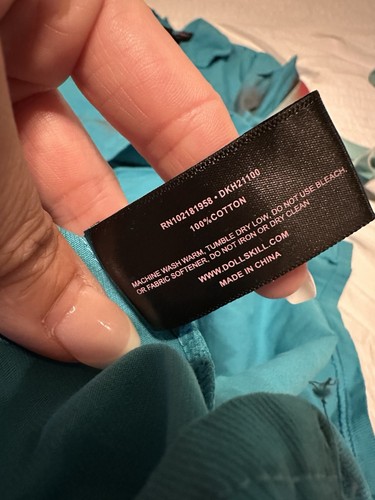 RN102181958 • DKH21100
100%COTTON
MACHINE WASH WARM, TUMBLE DRY LOW, DO NOT USE BLEACH,
OR FABRIC SOFTENER. DO NOT IRON OR DRY CLEAN
WWW.DOLLSKILL.COM
MADE IN CHINA